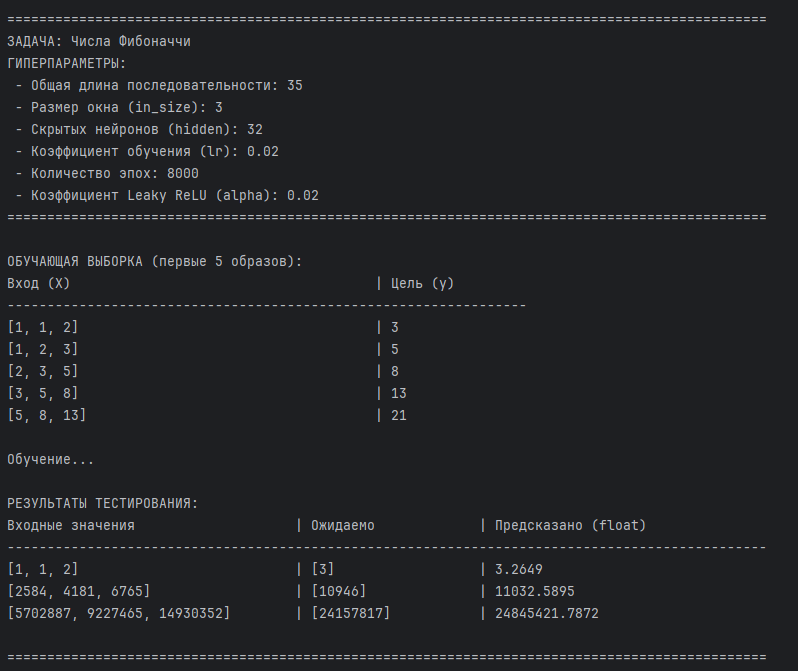 ===============================================================================================
ЗАДАЧА: Числа Фибоначчи
ГИПЕРПАРАМЕТРЫ:
 - Общая длина последовательности: 35
 - Размер окна (in_size): 3
 - Скрытых нейронов (hidden): 32
 - Коэффициент обучения (lr): 0.02
 - Количество эпох: 8000
 - Коэффициент Leaky ReLU (alpha): 0.02
===============================================================================================
ОБУЧАЮЩАЯ ВЫБОРКА (первые 5 образов):
Вход (X) | Цель (y)
-----------------------------------------------------------------
[1, 1, 2] | 3
[1, 2, 3] | 5
[2, 3, 5] | 8
[3, 5, 8] | 13
[5, 8, 13] | 21
Обучение...
РЕЗУЛЬТАТЫ ТЕСТИРОВАНИЯ:
Входные значения | Ожидаемо | Предсказано (float)
-----------------------------------------------------------------------------------------------
[1, 1, 2] | [3] | 3.2649
[2584, 4181, 6765] | [10946] | 11032.5895
[5702887, 9227465, 14930352] | [24157817] | 24845421.7872
===============================================================================================